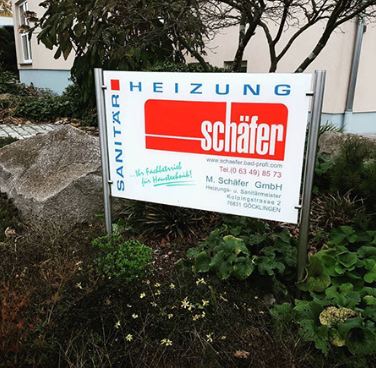 HEIZUNG
SANITÄR
schäfer
www.schaefer.bad-profi.com
Tel. (0 63 49) 85 73
...Ihr Fachbetrieb
für Haustechnik!
M. Schäfer GmbH
Heizungs- u. Sanitärmeister
Kolpingstrasse 2
76831 GÖCKLINGEN